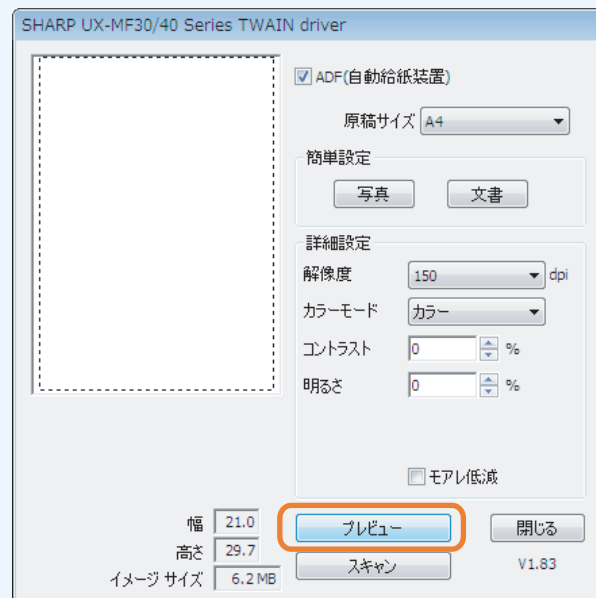 SHARP UX-MF30/40 Series TWAIN driver
ADF(自動給紙装置)
原稿サイズ A4
簡単設定
写真 文書
詳細設定
解像度 150 dpi
カラーモード カラー
コントラスト 0 %
明るさ 0 %
モアレ低減
幅 21.0
高さ 29.7
イメージ サイズ 6.2 MB
プレビュー 閉じる
スキャン V1.83